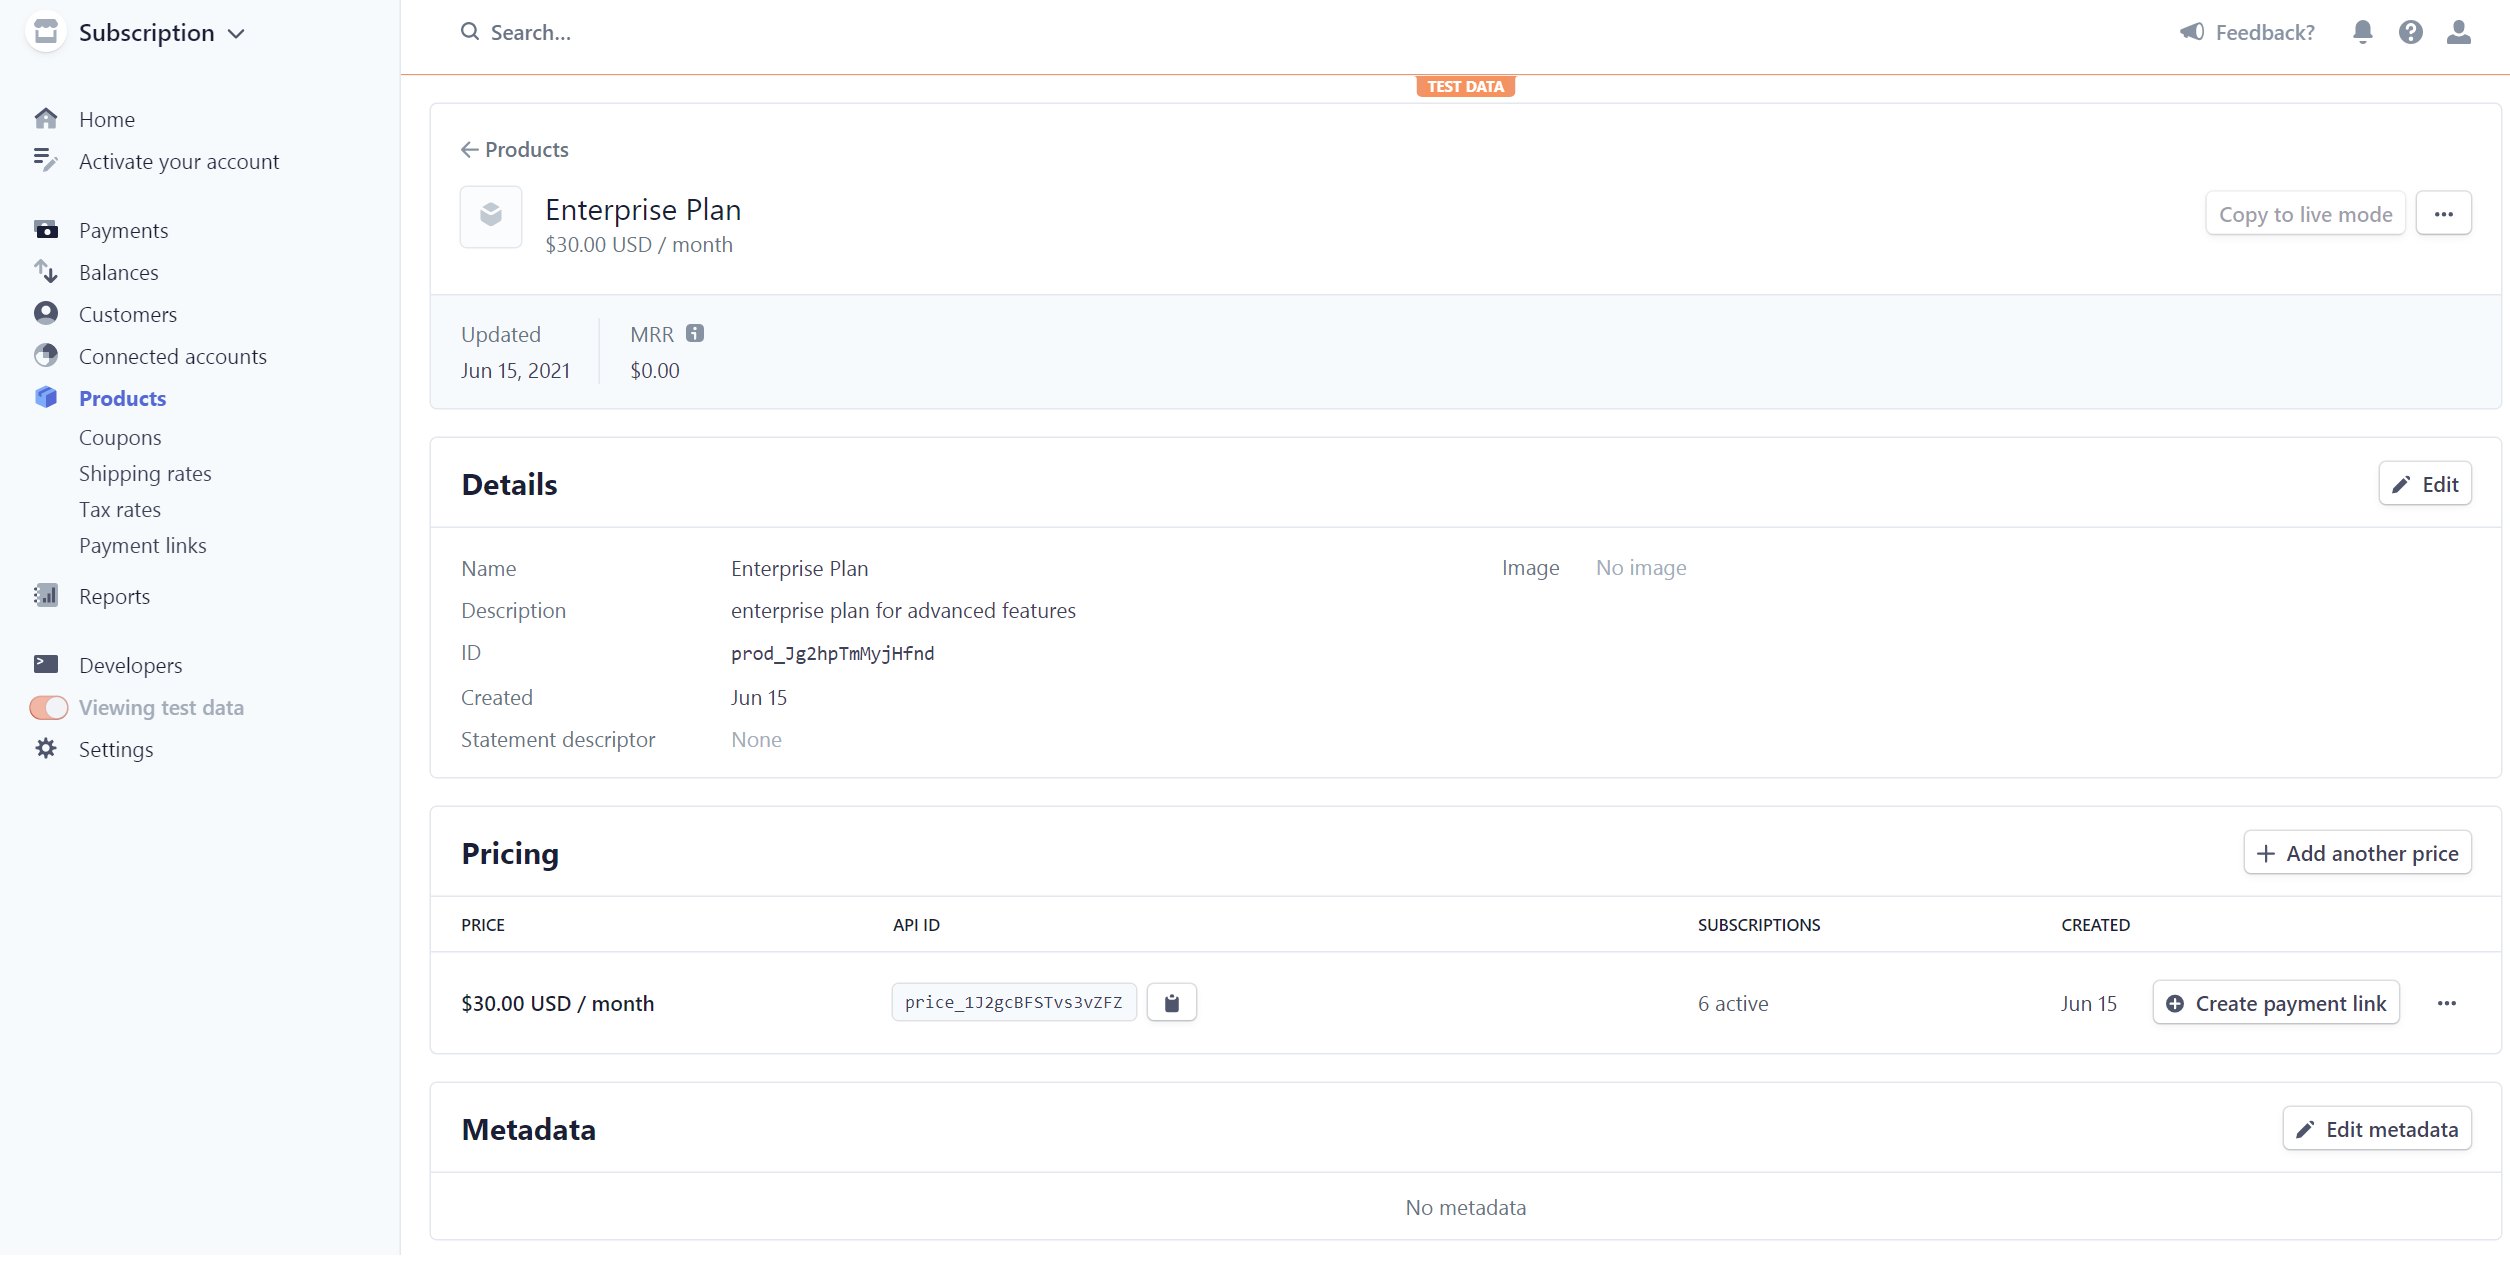 Subscription
Search...
Feedback?
TEST DATA
Home
Activate your account
Payments
Balances
Customers
Connected accounts
Products
Coupons
Shipping rates
Tax rates
Payment links
Reports
Developers
Viewing test data
Settings
Products
Enterprise Plan
$30.00 USD / month
Copy to live mode
Updated
Jun 15, 2021
MRR
$0.00
Details
Edit
Name Enterprise Plan
Description enterprise plan for advanced features
ID prod_Jg2hpTmMyjHfnd
Created Jun 15
Statement descriptor None
Image No image
Pricing
Add another price
PRICE API ID SUBSCRIPTIONS CREATED
$30.00 USD / month price_1J2gcBFSTvs3vZFZ 6 active Jun 15 Create payment link
Metadata
Edit metadata
No metadata